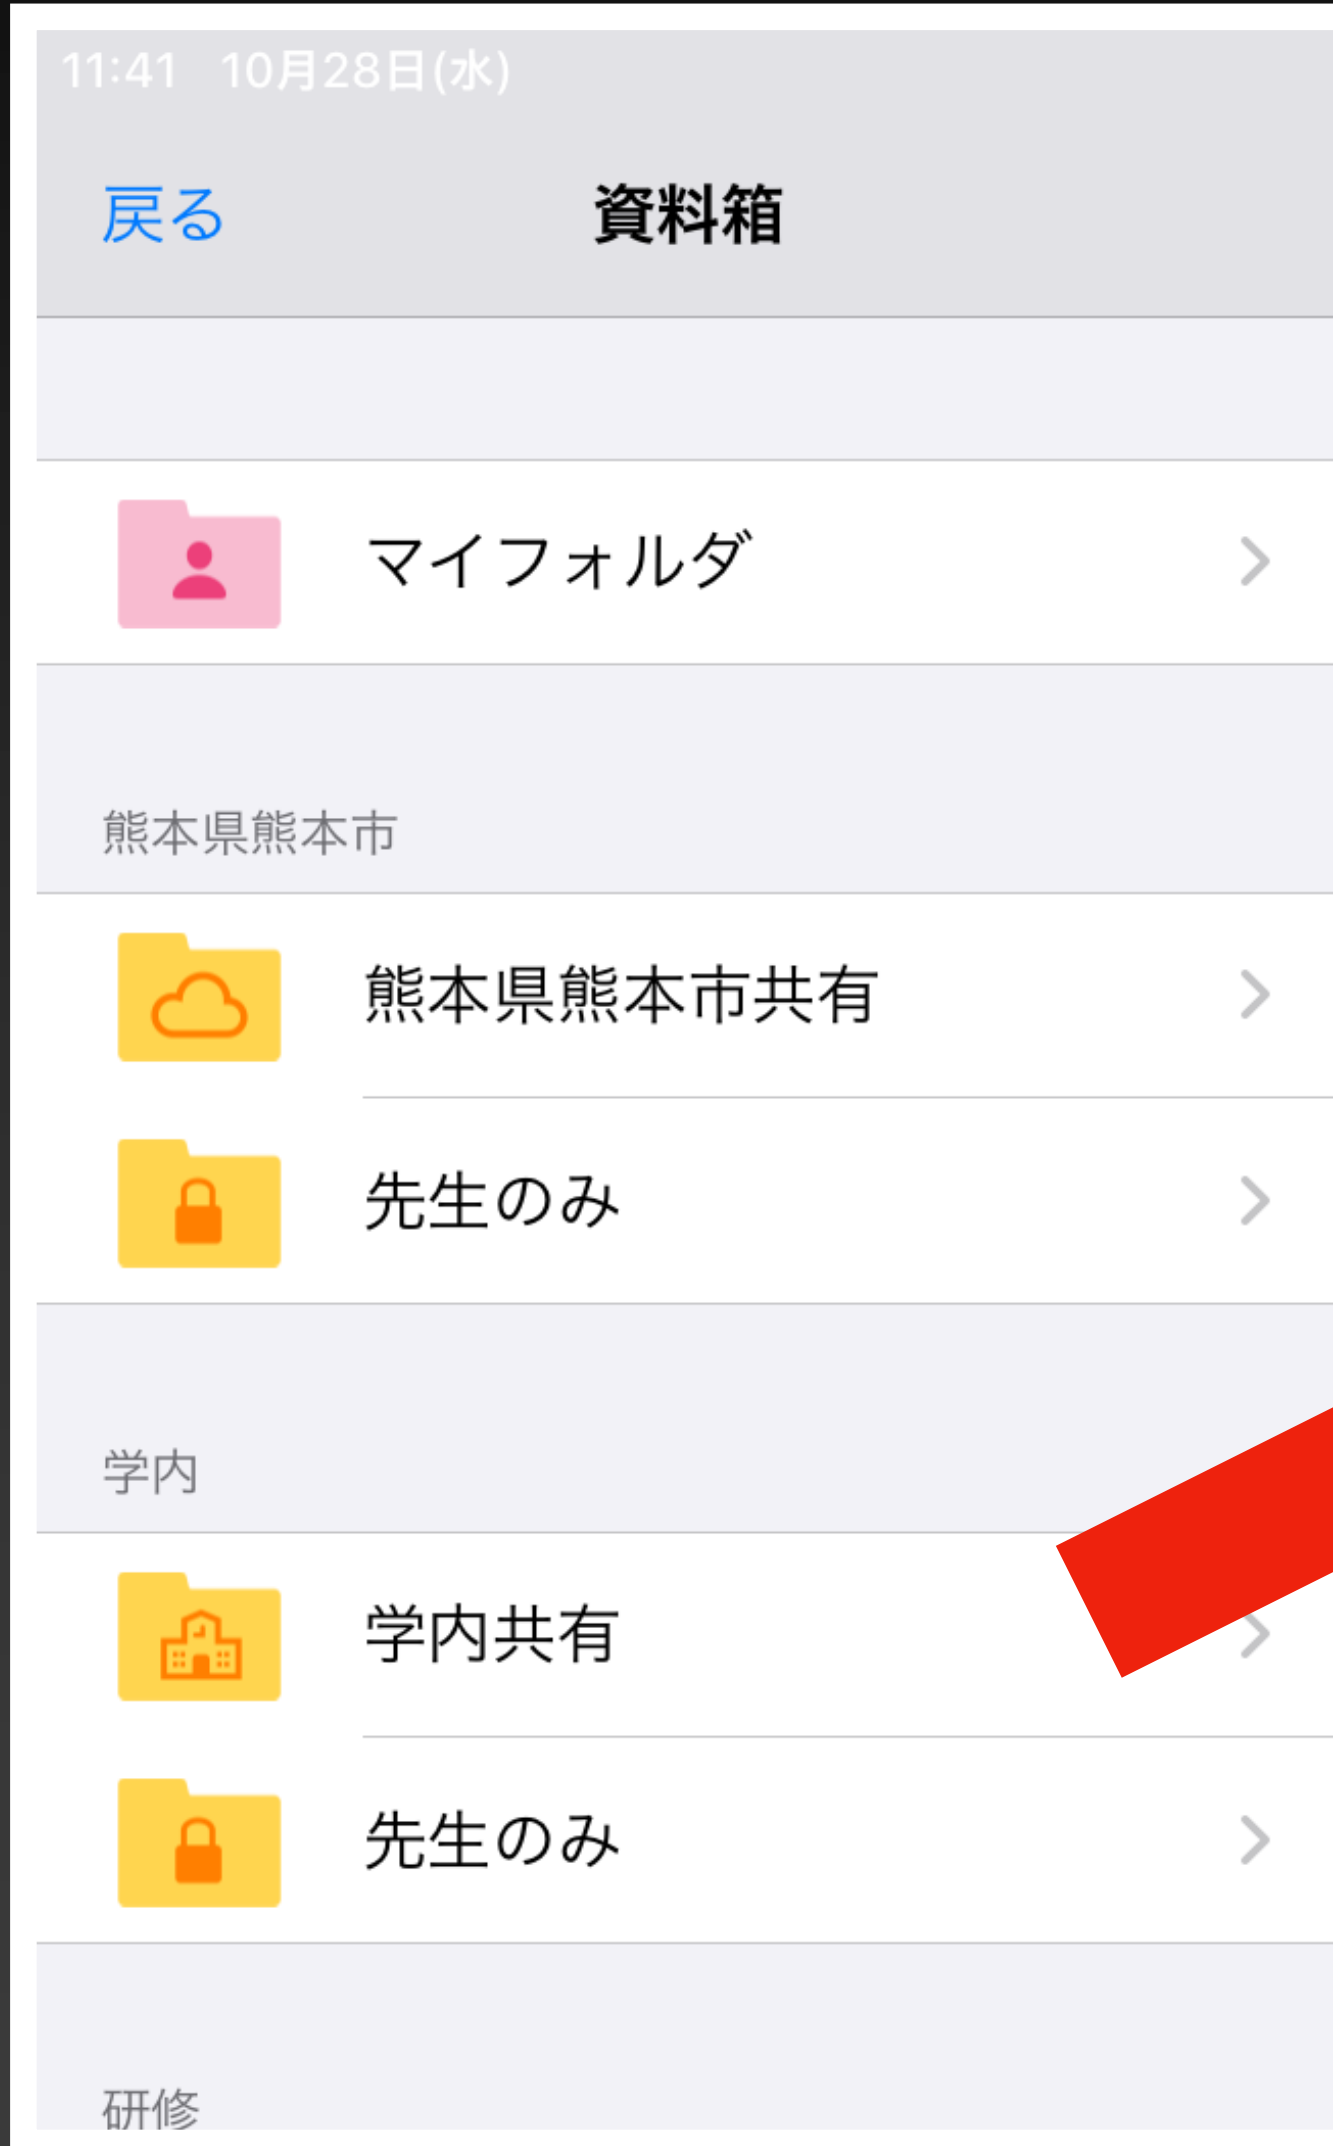 11:41 10月28日(水)
戻る 資料箱
マイフォルダ
熊本県熊本市
熊本県熊本市共有
先生のみ
学内
学内共有
先生のみ
研修